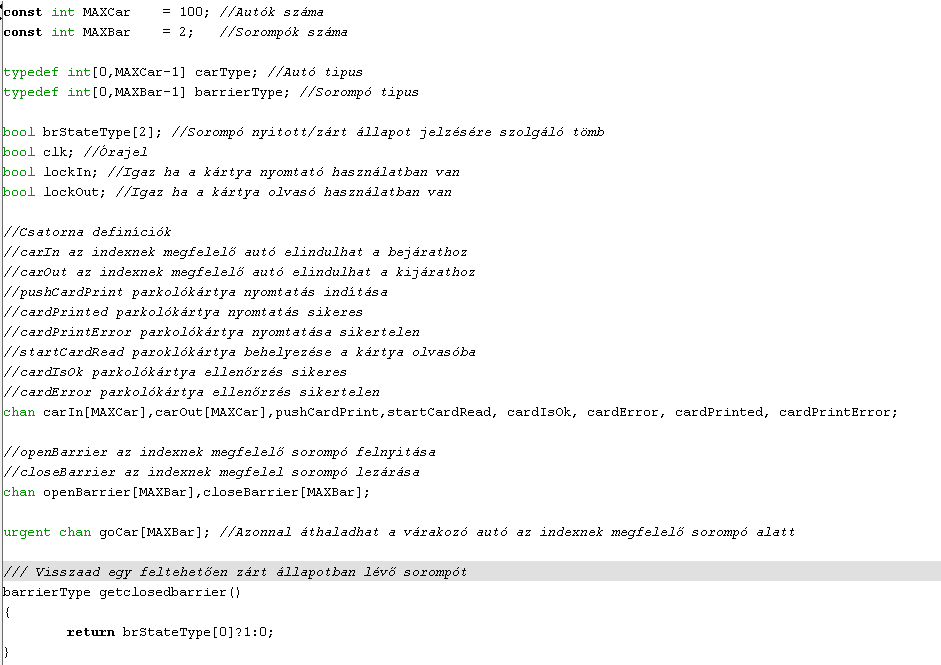 const int MAXCar    = 100; //Autók száma
const int MAXBar    = 2;   //Sorompók száma
typedef int[0,MAXCar-1] carType; //Autó tipus
typedef int[0,MAXBar-1] barrierType; //Sorompó tipus
bool brStateType[2]; //Sorompó nyitott/zárt állapot jelzésére szolgáló tömb
bool clk; //Órajel
bool lockIn; //Igaz ha a kártya nyomtató használatban van
bool lockOut; //Igaz ha a kártya olvasó használatban van
//Csatorna definíciók
//carIn az indexnek megfelelő autó elindulhat a bejárathoz
//carOut az indexnek megfelelő autó elindulhat a kijárathoz
//pushCardPrint parkolókártya nyomtatás indítása
//cardPrinted parkolókártya nyomtatás sikeres
//cardPrintError parkolókártya nyomtatása sikertelen
//startCardRead paroklókártya behelyezése a kártya olvasóba
//cardIsOk parkolókártya ellenőrzés sikeres
//cardError parkolókártya ellenőrzés sikertelen
chan carIn[MAXCar],carOut[MAXCar],pushCardPrint,startCardRead, cardIsOk, cardError, cardPrinted, cardPrintError;
//openBarrier az indexnek megfelelő sorompó felnyitása
//closeBarrier az indexnek megfelel sorompó lezárása
chan openBarrier[MAXBar],closeBarrier[MAXBar];
urgent chan goCar[MAXBar]; //Azonnal áthaladhat a várakozó autó az indexnek megfelelő sorompó alatt
/// Visszaad egy feltehetően zárt állapotban lévő sorompót
barrierType getclosedbarrier()
{
        return brStateType[0]?1:0;
}